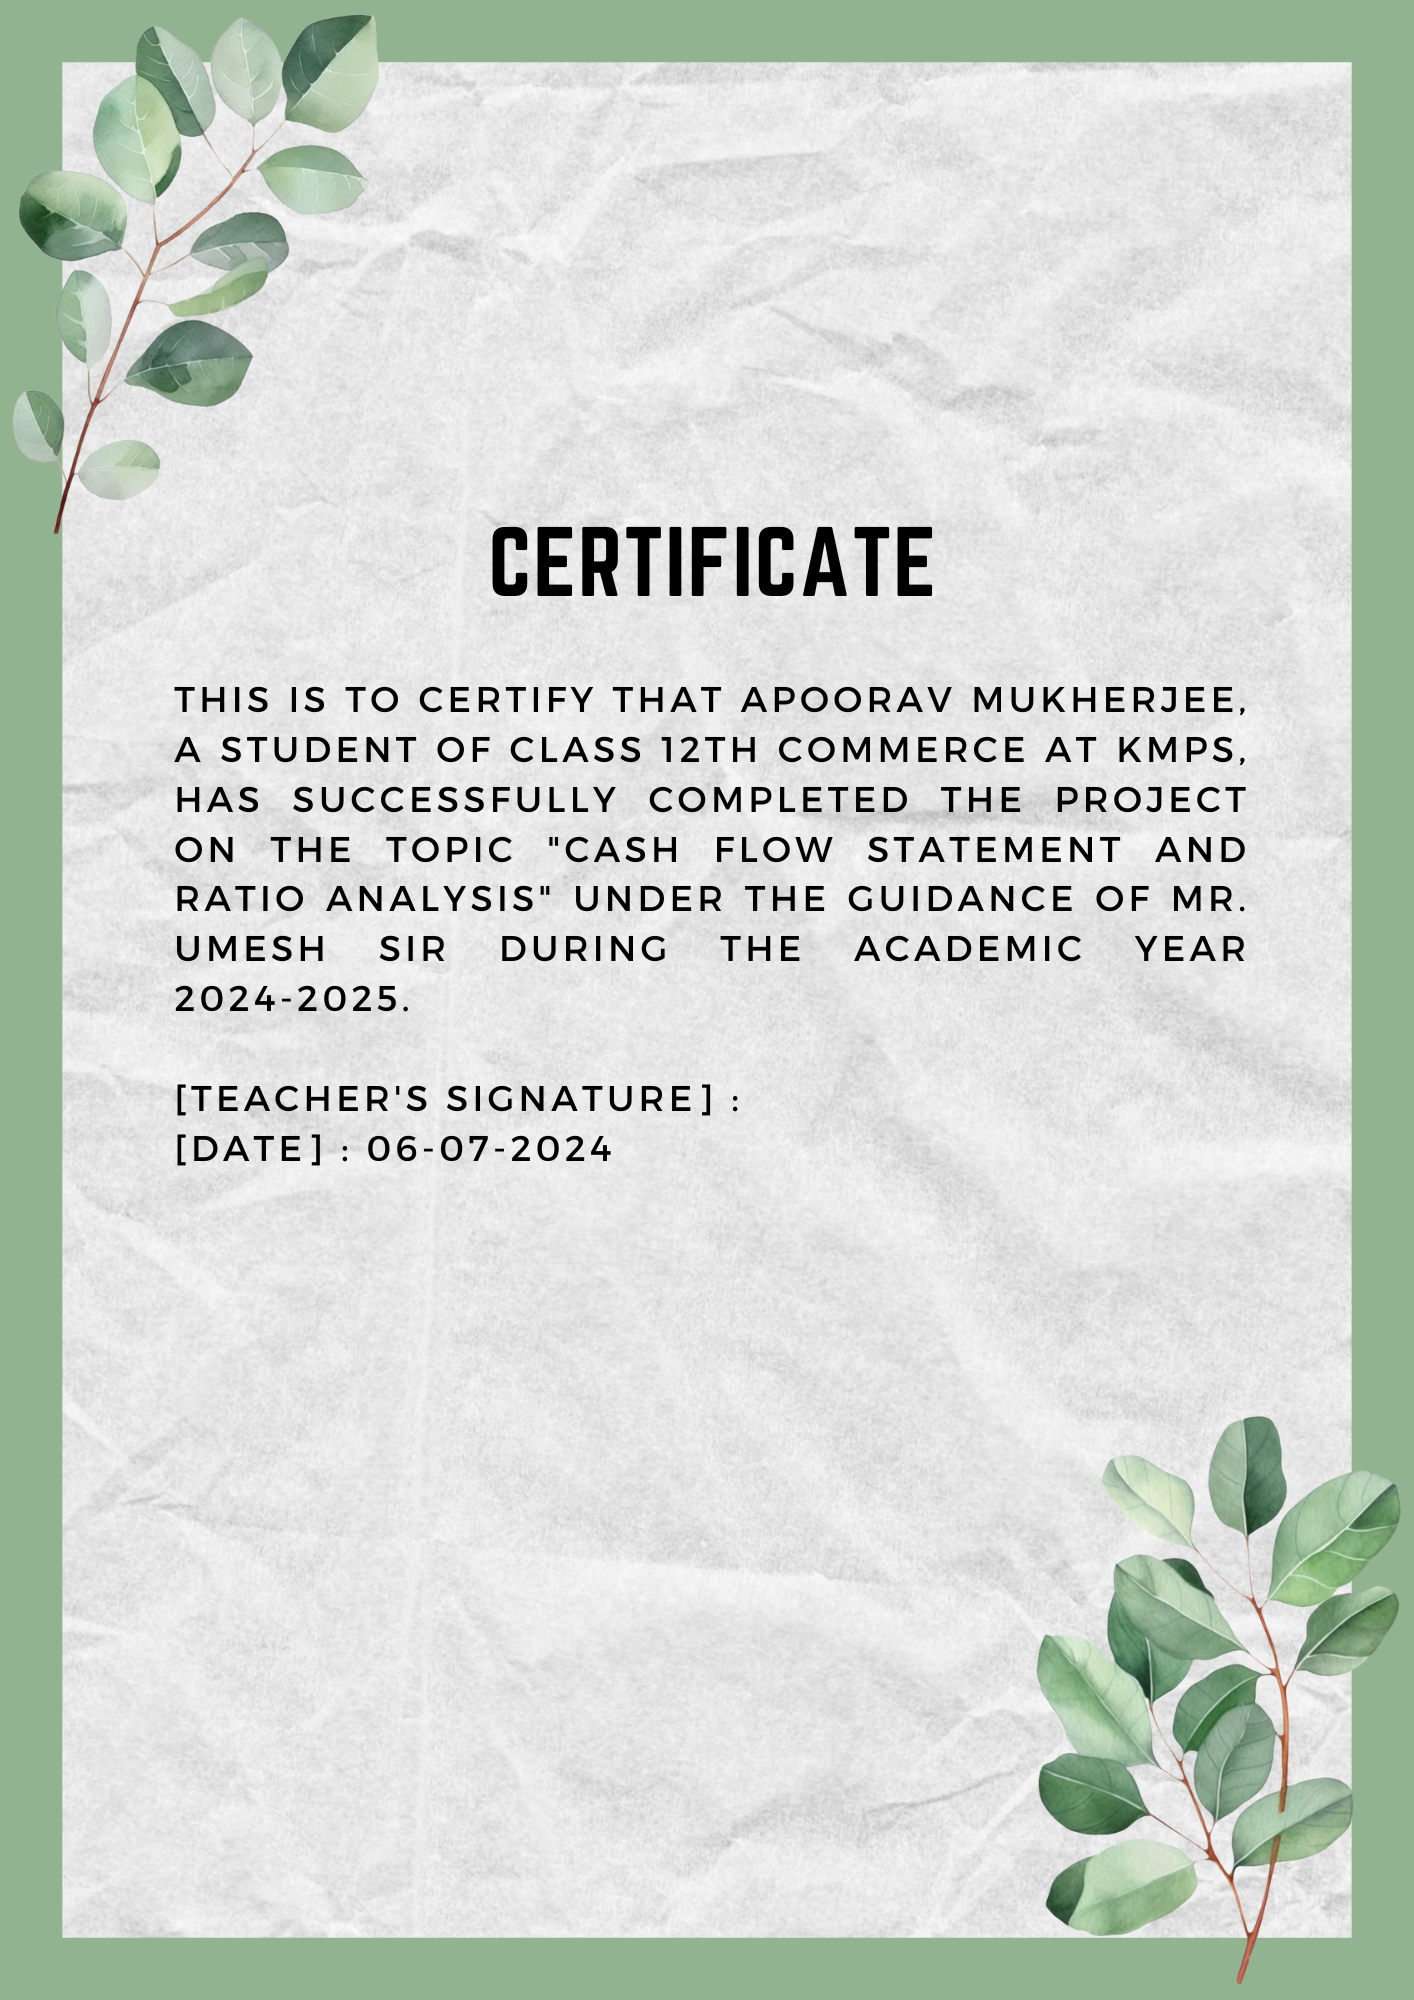 CERTIFICATE
THIS IS TO CERTIFY THAT APOORAV MUKHERJEE,
A STUDENT OF CLASS 12TH COMMERCE AT KMPS,
HAS SUCCESSFULLY COMPLETED THE PROJECT
ON THE TOPIC "CASH FLOW STATEMENT AND
RATIO ANALYSIS" UNDER THE GUIDANCE OF MR.
UMESH SIR DURING THE ACADEMIC YEAR
2024-2025.
[TEACHER'S SIGNATURE] :
[DATE] : 06-07-2024